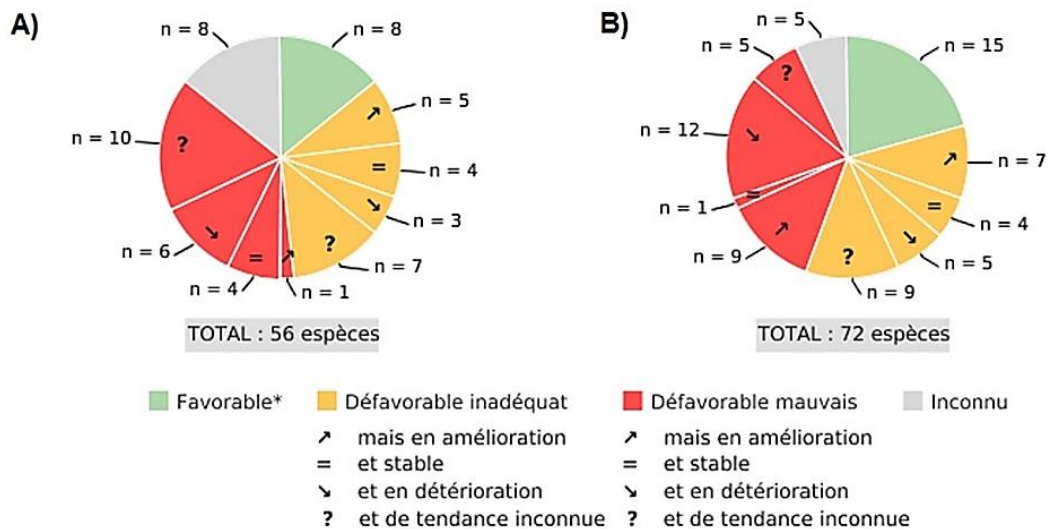 A)
n = 8
n = 8
n = 5
n = 10
?
↗
=
n = 4
↘
n = 3
n = 6
↘
=
↗
?
n = 7
n = 4
n = 1
TOTAL : 56 espèces
B)
n = 5
n = 5
n = 15
?
n = 12
↘
↗
n = 7
n = 1
=
=
n = 4
↗
↘
n = 5
n = 9
?
n = 9
TOTAL : 72 espèces
Favorable*
Défavorable inadéquat
↗ mais en amélioration
= et stable
↘ et en détérioration
? et de tendance inconnue
Défavorable mauvais
↗ mais en amélioration
= et stable
↘ et en détérioration
? et de tendance inconnue
Inconnu